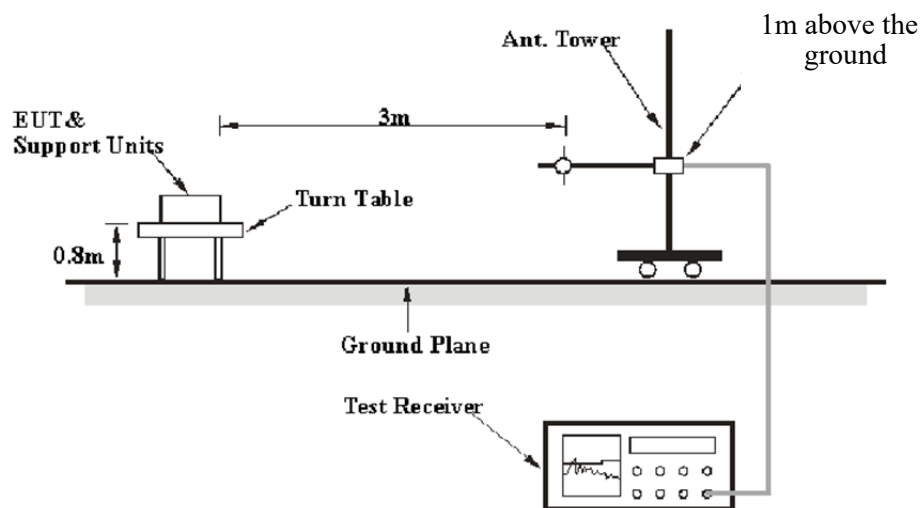 1m above the
ground
Ant. Tower
3m
EUT&
Support Units
Turn Table
0.8m
Ground Plane
Test Receiver